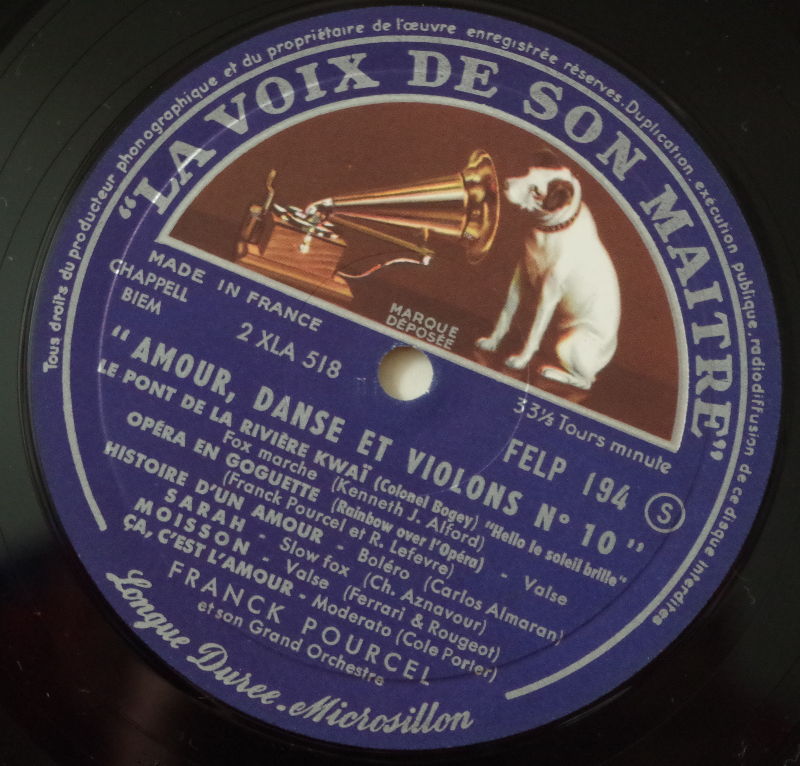 Tous droits du producteur phonographique et du propriétaire de l'œuvre enregistrée réservés. Duplication, exécution publique, radiodiffusion de ce disque interdites
"LA VOIX DE SON MAITRE"
MADE IN FRANCE
MARQUE
DÉPOSÉE
33⅓ Tours minute
CHAPPELL
BIEM
2 XLA 518
FELP 194
S
"AMOUR, DANSE ET VIOLONS N° 10"
LE PONT DE LA RIVIÈRE KWAÏ (Colonel Bogey) "Hello le soleil brille"
Fox marche (Kenneth J. Alford)
OPÉRA EN GOGUETTE (Rainbow over l'Opéra) - Valse
(Franck Pourcel et R. Lefevre)
HISTOIRE D'UN AMOUR - Boléro (Carlos Almaran)
SARAH - Slow fox (Ch. Aznavour)
MOISSON - Valse (Ferrari & Rougeot)
ÇA, C'EST L'AMOUR - Moderato (Cole Porter)
FRANCK POURCEL
et son Grand Orchestre
Longue Durée - Microsillon